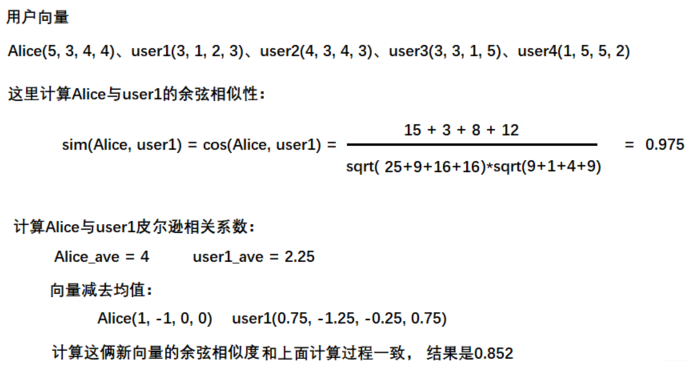 用户向量
Alice(5, 3, 4, 4)、user1(3, 1, 2, 3)、user2(4, 3, 4, 3)、user3(3, 3, 1, 5)、user4(1, 5, 5, 2)
这里计算Alice与user1的余弦相似性：
15 + 3 + 8 + 12
sim(Alice, user1) = cos(Alice, user1) = = 0.975
sqrt( 25+9+16+16)*sqrt(9+1+4+9)
计算Alice与user1皮尔逊相关系数：
Alice_ave = 4 user1_ave = 2.25
向量减去均值：
Alice(1, -1, 0, 0) user1(0.75, -1.25, -0.25, 0.75)
计算这俩新向量的余弦相似度和上面计算过程一致， 结果是0.852